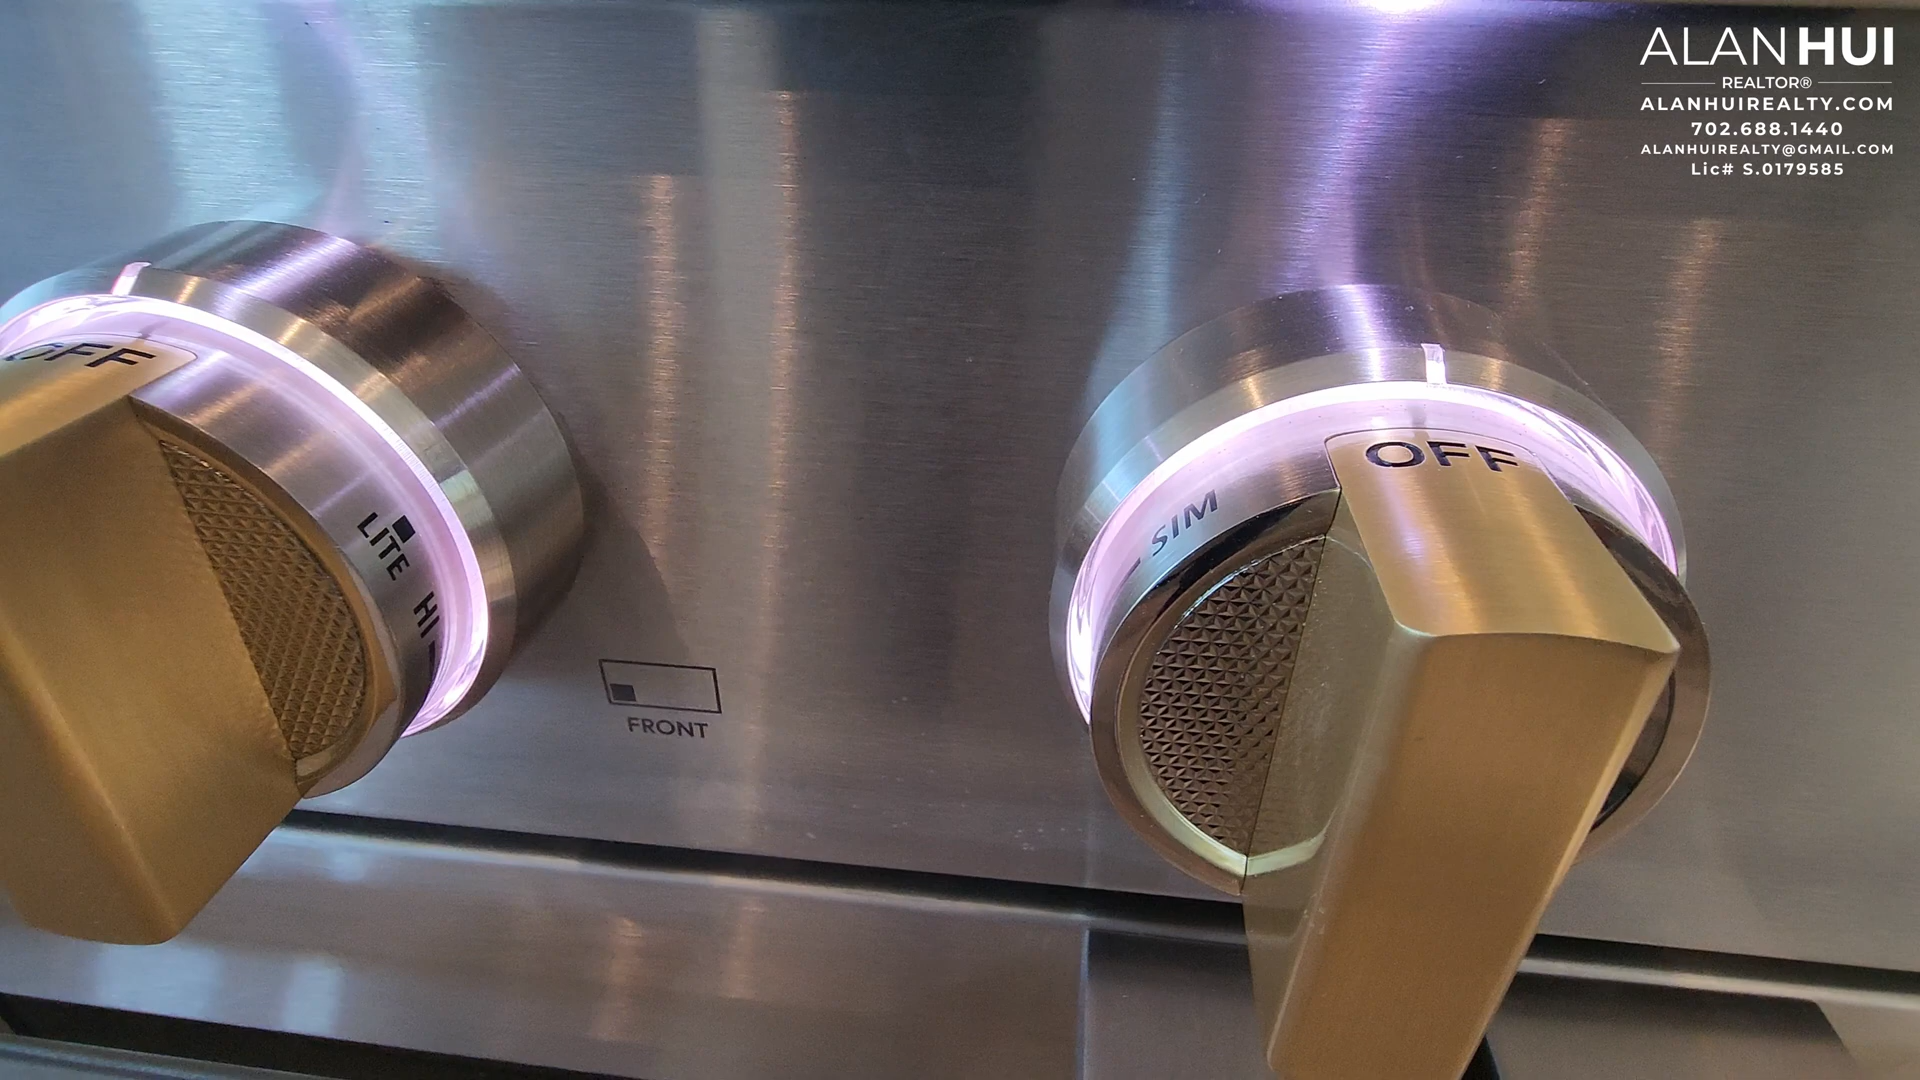 ALAN HUI
REALTOR®
ALANHUIREALTY.COM
702.688.1440
ALANHUIREALTY@GMAIL.COM
Lic# S.0179585
OFF
LITE
HI
FRONT
SIM
OFF